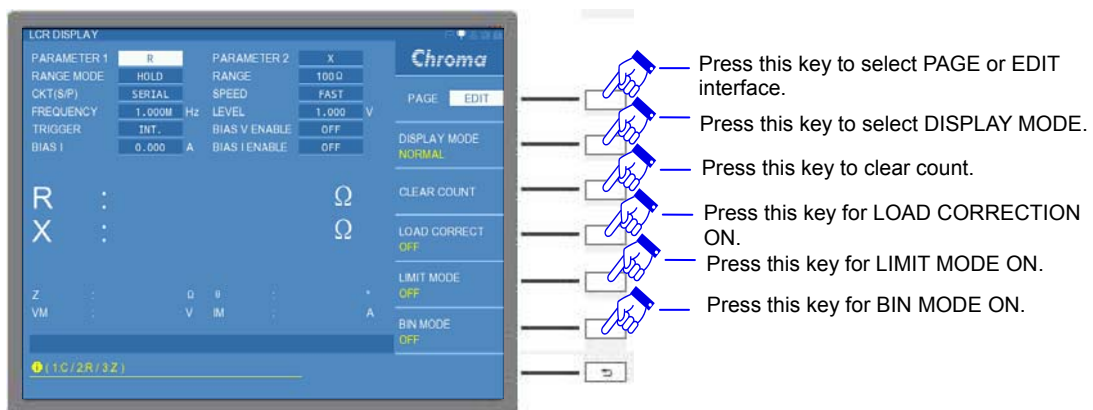 LCR DISPLAY
Chroma
PARAMETER 1 R PARAMETER 2 X
RANGE MODE HOLD RANGE 100 Ω
CKT(S/P) SERIAL SPEED FAST
FREQUENCY 1.000M Hz LEVEL 1.000 V
TRIGGER INT. BIAS V ENABLE OFF
BIAS I 0.000 A BIAS I ENABLE OFF
R : Ω
X : Ω
Z : Ω θ : °
VM : V IM : A
(1:C/2:R/3:Z)
PAGE EDIT
DISPLAY MODE
NORMAL
CLEAR COUNT
LOAD CORRECT
OFF
LIMIT MODE
OFF
BIN MODE
OFF
Press this key to select PAGE or EDIT
interface.
Press this key to select DISPLAY MODE.
Press this key to clear count.
Press this key for LOAD CORRECTION
ON.
Press this key for LIMIT MODE ON.
Press this key for BIN MODE ON.